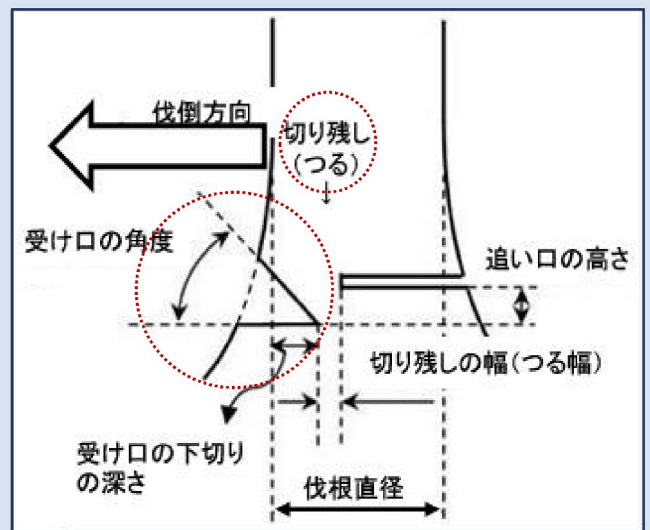 伐倒方向
切り残し
(つる)
↓
受け口の角度
追い口の高さ
切り残しの幅(つる幅)
受け口の下切り
の深さ
伐根直径